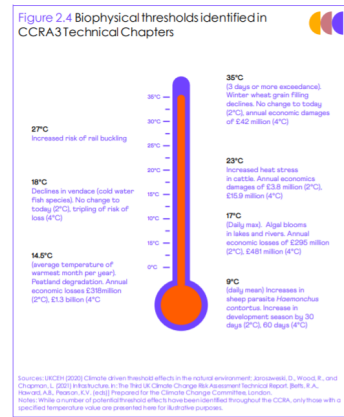 Figure 2.4 Biophysical thresholds identified in
CCRA3 Technical Chapters
35°C
(3 days or more exceedance).
Winter wheat grain filling
declines. No change to today
(2°C), annual economic damages
of £42 million (4°C)
27°C
Increased risk of rail buckling
23°C
Increased heat stress
in cattle. Annual economics
damages of £3.8 million (2°C),
£15.9 million (4°C)
18°C
Declines in vendace (cold water
fish species). No change to
today (2°C), tripling of risk of
loss (4°C)
17°C
(Daily max). Algal blooms
in lakes and rivers. Annual
economic losses of £295 million
(2°C), £481 million (4°C)
14.5°C
(average temperature of
warmest month per year).
Peatland degradation. Annual
economic losses £318million
(2°C), £1.3 billion (4°C
9°C
(daily mean) Increases in
sheep parasite Haemonchus
contortus. Increase in
development season by 30
days (2°C), 60 days (4°C)
35°C
30°C
25°C
20°C
15°C
10°C
15°C
0°C
Sources: UKCEH (2020) Climate driven threshold effects in the natural environment; Jaroszweski, D., Wood, R., and
Chapman, L. (2021) Infrastructure. In: The Third UK Climate Change Risk Assessment Technical Report. [Betts, R.A.,
Haward, A.B., Pearson, K.V. (eds)] Prepared for the Climate Change Committee, London.
Notes: While a number of potential threshold effects have been identified throughout the CCRA, only those with a
specified temperature value are presented here for illustrative purposes.